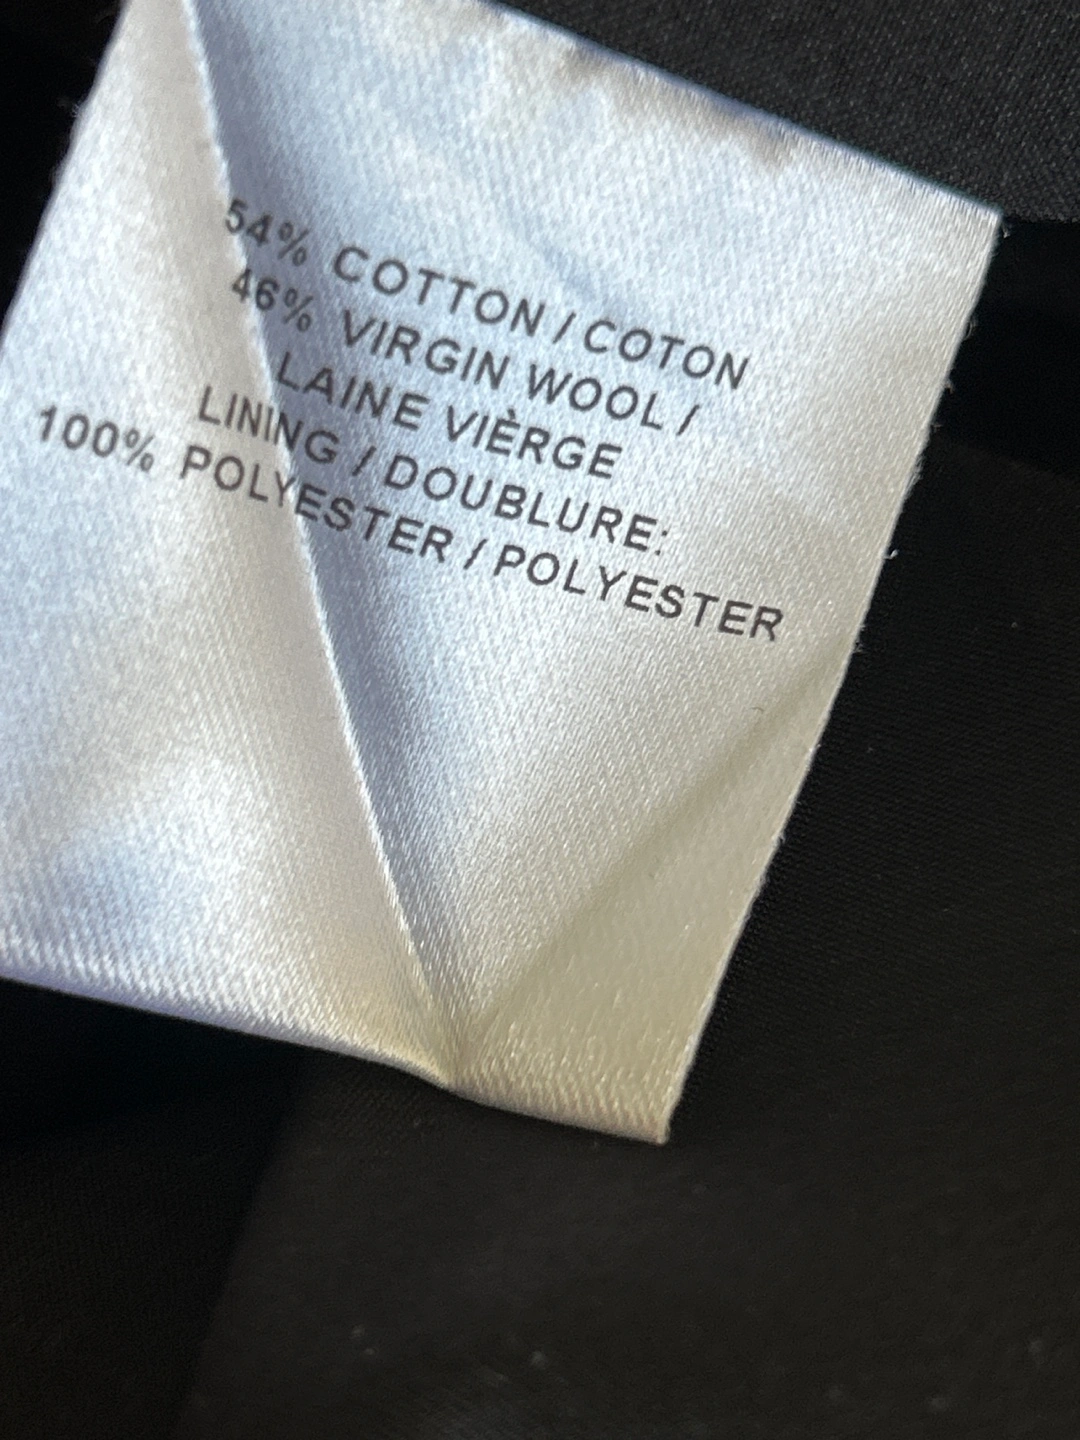 54% COTTON / COTON
46% VIRGIN WOOL /
LAINE VIÈRGE
LINING / DOUBLURE:
100% POLYESTER / POLYESTER